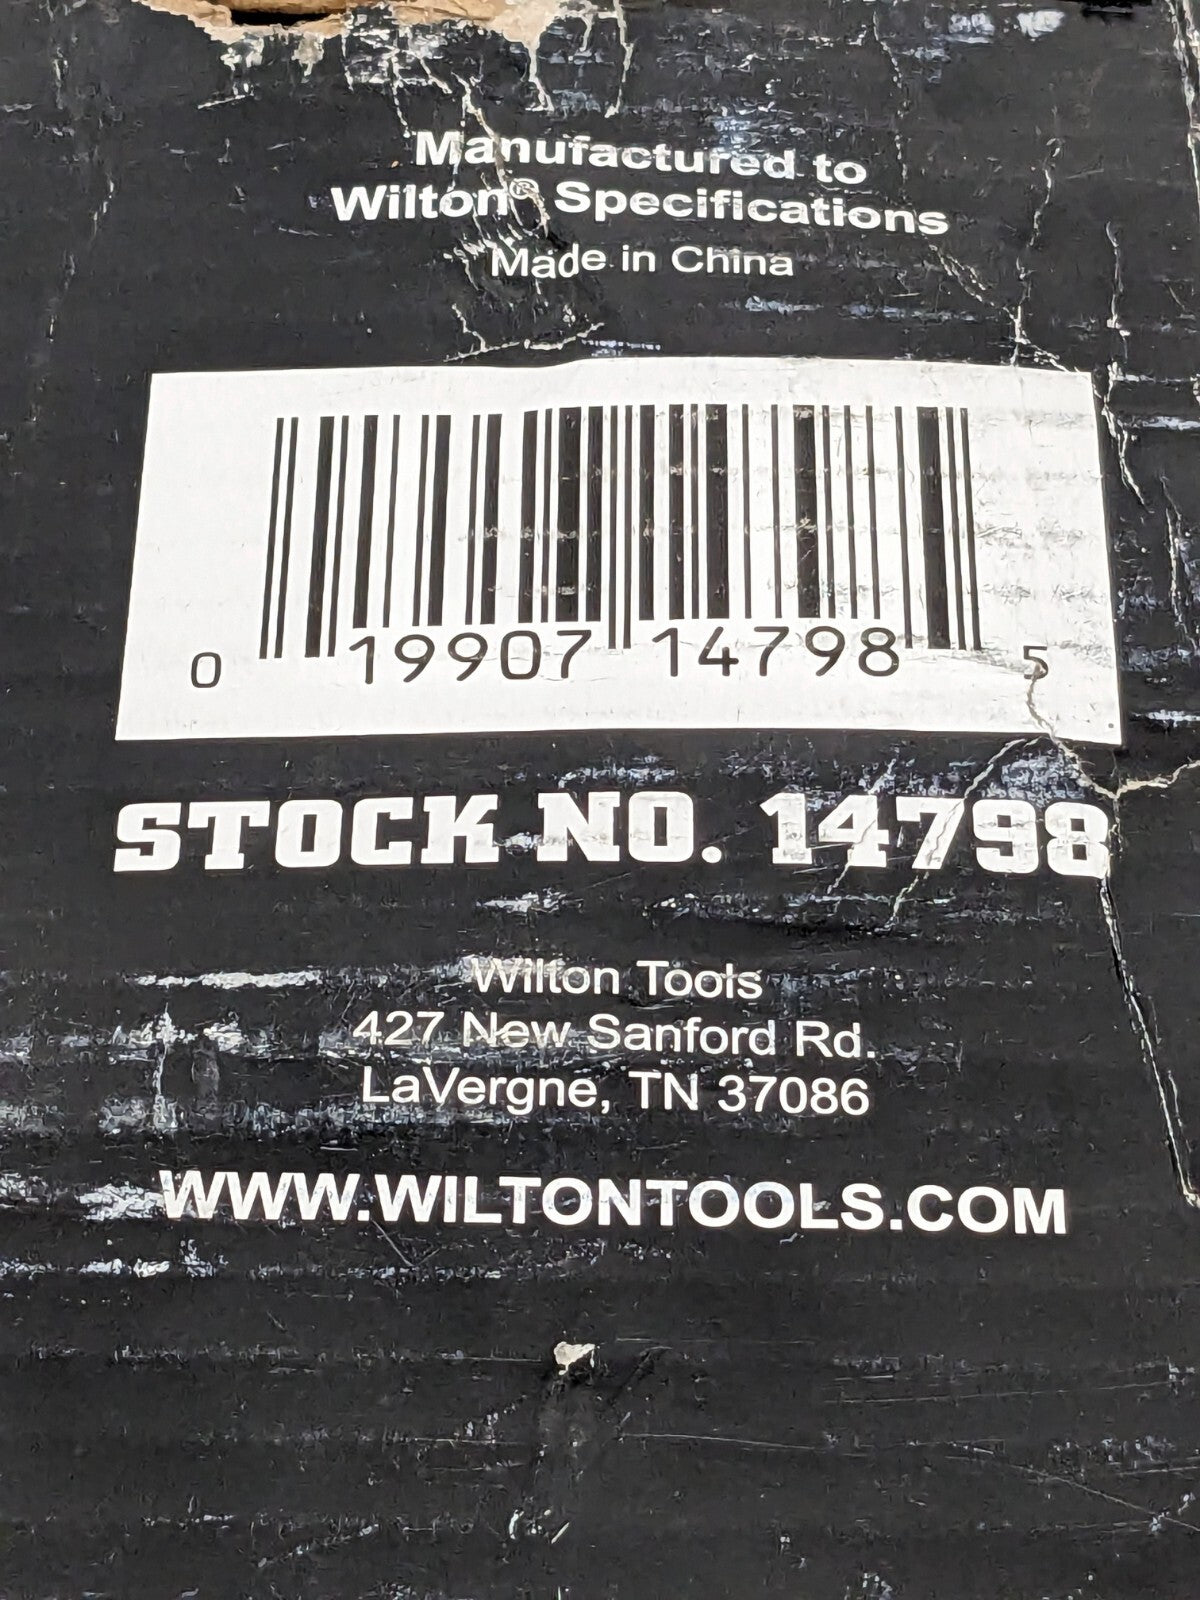 Manufactured to
Wilton® Specifications
Made in China
0 19907 14798 5
STOCK NO. 14798
Wilton Tools
427 New Sanford Rd.
LaVergne, TN 37086
WWW.WILTONTOOLS.COM